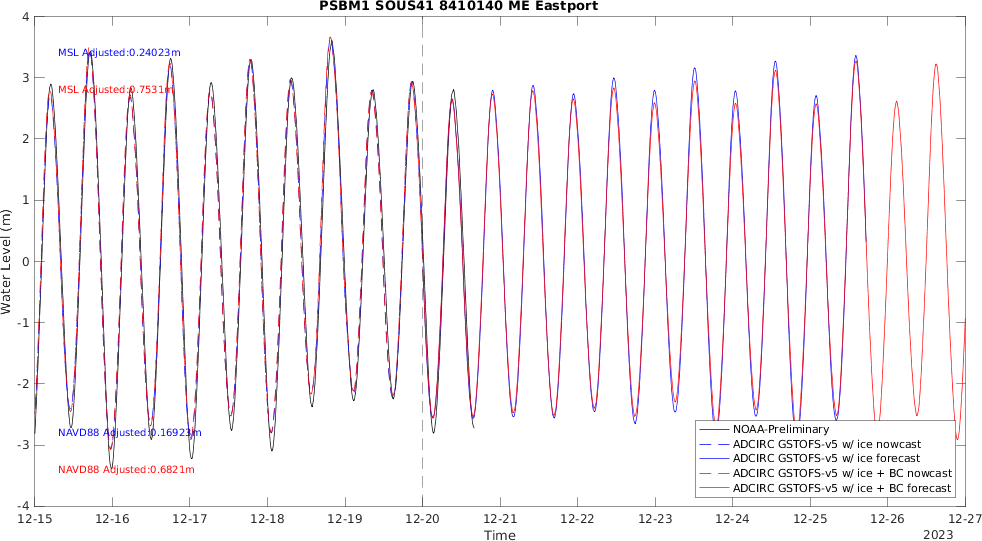 PSBM1 SOUS41 8410140 ME Eastport
4
MSL Adjusted:0.24023m
3
MSL Adjusted:0.7531m
2
1
0
-1
-2
-3
-4
Water Level (m)
NAVD88 Adjusted:0.16923m
NAVD88 Adjusted:0.6821m
NOAA-Preliminary
ADCIRC GSTOFS-v5 w/ ice nowcast
ADCIRC GSTOFS-v5 w/ ice forecast
ADCIRC GSTOFS-v5 w/ ice + BC nowcast
ADCIRC GSTOFS-v5 w/ ice + BC forecast
12-15 12-16 12-17 12-18 12-19 12-20 12-21 12-22 12-23 12-24 12-25 12-26 12-27
Time
2023